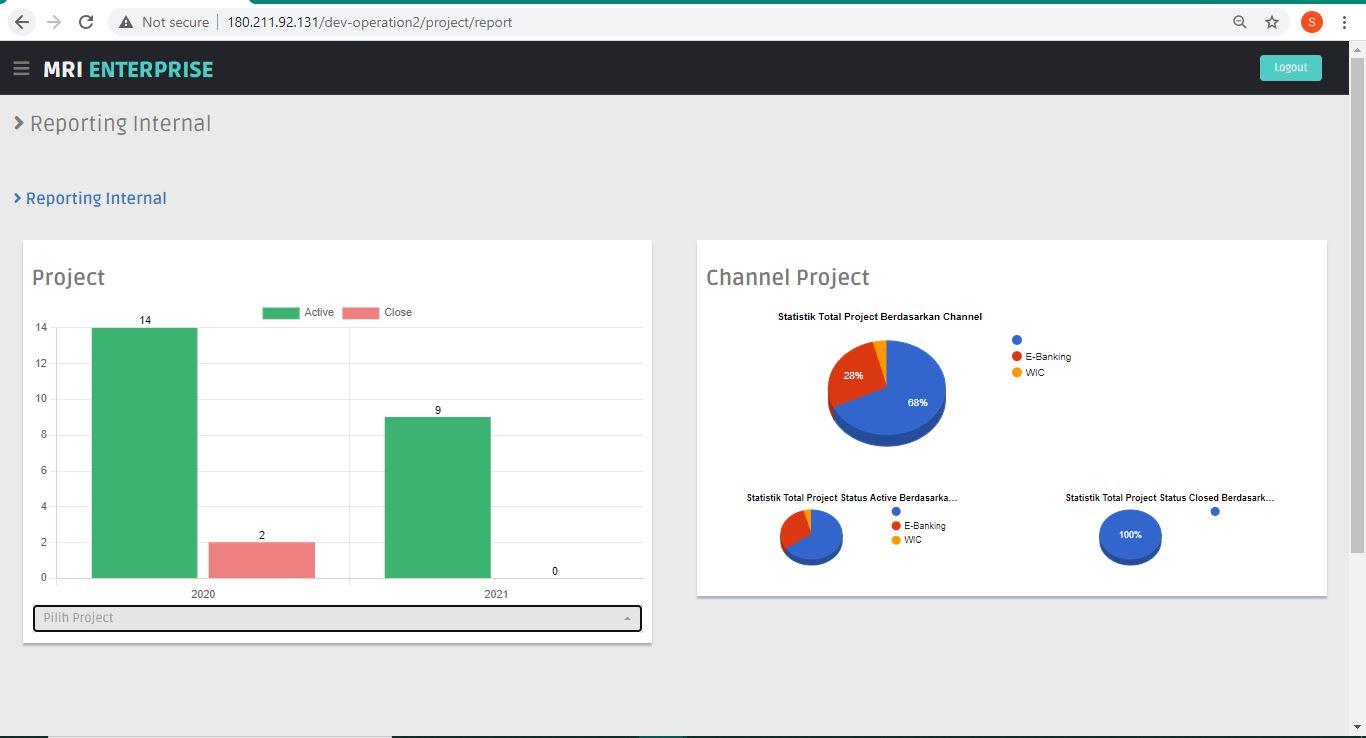 Not secure | 180.211.92.131/dev-operation2/project/report
S
MRI ENTERPRISE
Logout
Reporting Internal
Reporting Internal
Project
Active Close
14
12
10
8
6
4
2
0
14
2
9
0
2020 2021
Pilih Project
Channel Project
Statistik Total Project Berdasarkan Channel
28%
68%
E-Banking
WIC
Statistik Total Project Status Active Berdasarka...
E-Banking
WIC
Statistik Total Project Status Closed Berdasark...
100%